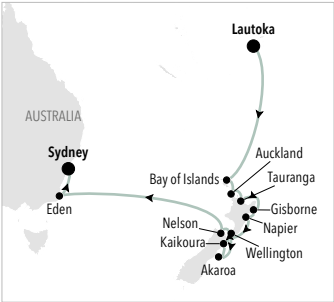 Lautoka
AUSTRALIA
Sydney
Auckland
Bay of Islands
Tauranga
Eden
Gisborne
Nelson
Napier
Kaikoura
Wellington
Akaroa